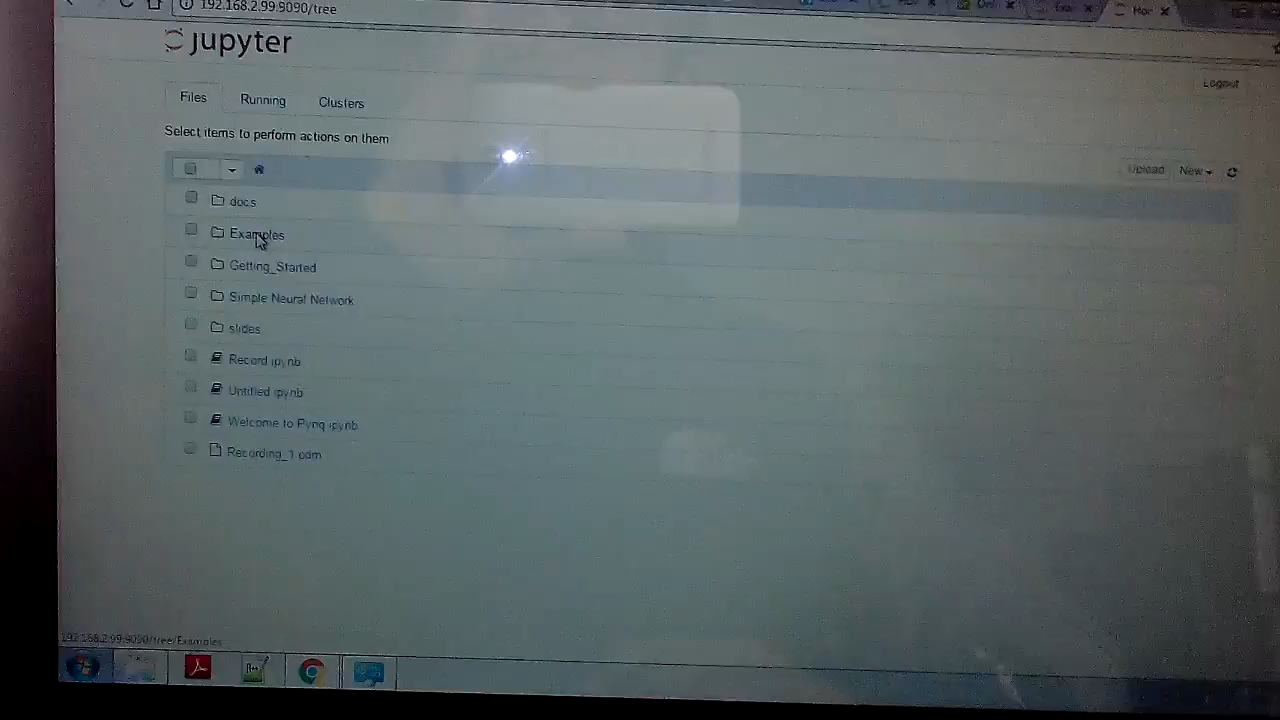 192.168.2.99:9090/tree
jupyter
Logout
Files Running Clusters
Select items to perform actions on them
Upload New
docs
Examples
Getting_Started
Simple Neural Network
slides
Record.ipynb
Untitled.ipynb
Welcome to Pynq.ipynb
Recording_1.pdm
192.168.2.99:9090/tree/Examples